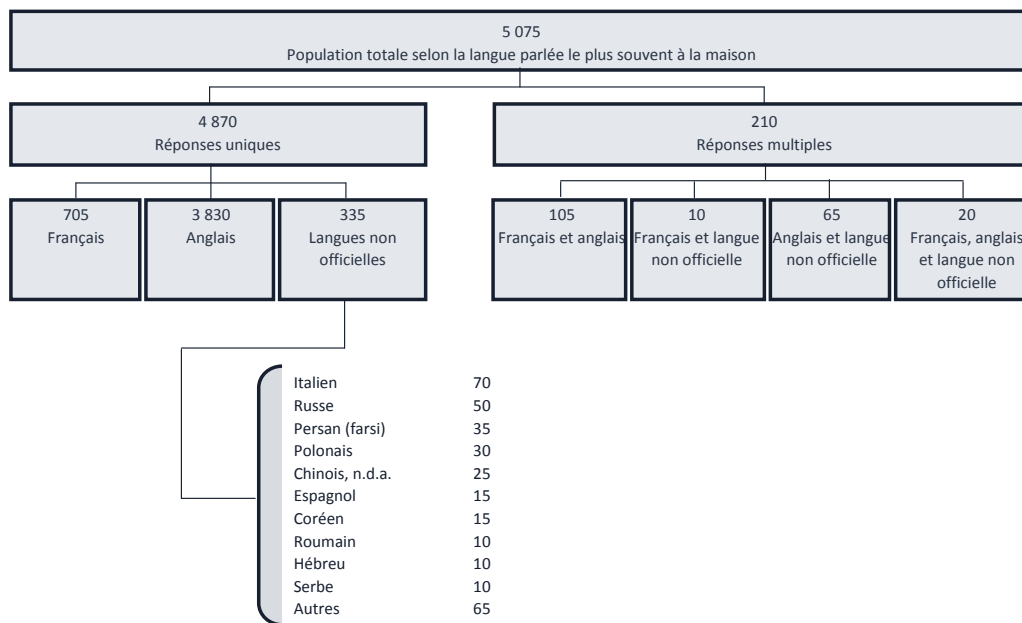 5 075
Population totale selon la langue parlée le plus souvent à la maison
4 870
Réponses uniques
210
Réponses multiples
705
Français
3 830
Anglais
335
Langues non
officielles
105
Français et anglais
10
Français et langue
non officielle
65
Anglais et langue
non officielle
20
Français, anglais
et langue non
officielle
Italien 70
Russe 50
Persan (farsi) 35
Polonais 30
Chinois, n.d.a. 25
Espagnol 15
Coréen 15
Roumain 10
Hébreu 10
Serbe 10
Autres 65